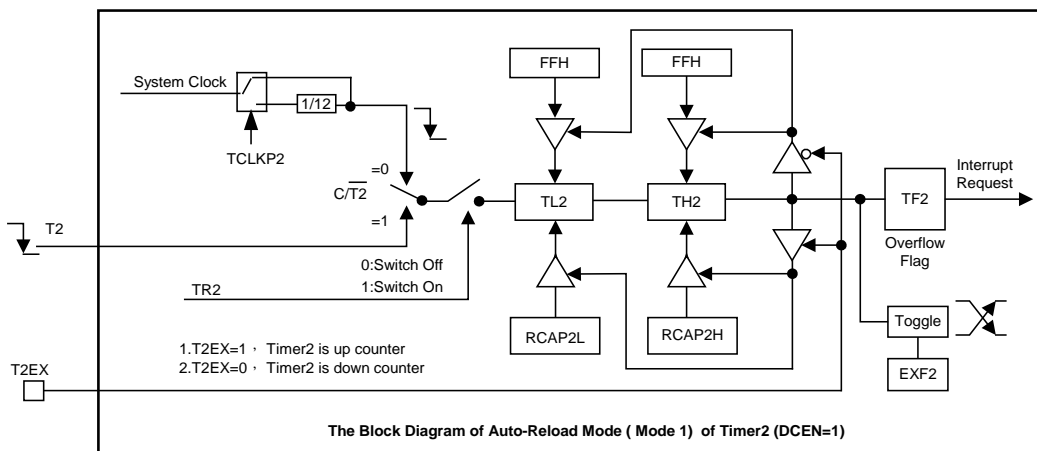 System Clock
1/12
TCLKP2
FFH
FFH
=0
C/T2
=1
T2
TL2
TH2
TF2
Interrupt
Request
Overflow
Flag
0:Switch Off
1:Switch On
TR2
RCAP2L
RCAP2H
Toggle
EXF2
1.T2EX=1， Timer2 is up counter
2.T2EX=0， Timer2 is down counter
T2EX
The Block Diagram of Auto-Reload Mode ( Mode 1) of Timer2 (DCEN=1)